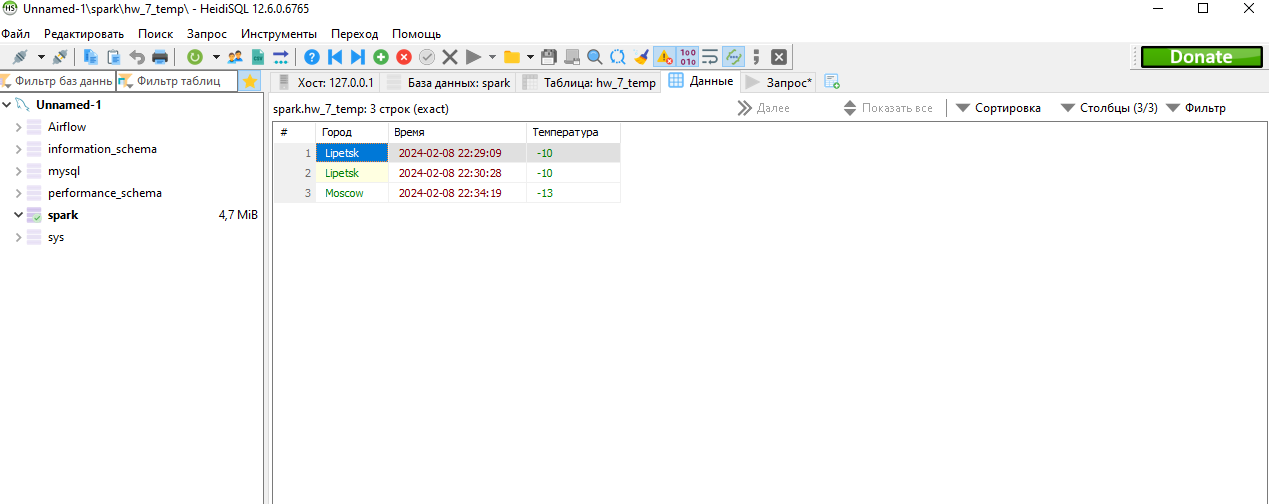 Unnamed-1\spark\hw_7_temp\ - HeidiSQL 12.6.0.6765
Файл Редактировать Поиск Запрос Инструменты Переход Помощь
Donate
Фильтр баз данны Фильтр таблиц
Хост: 127.0.0.1 База данных: spark Таблица: hw_7_temp Данные Запрос*
spark.hw_7_temp: 3 строк (exact) Далее Показать все Сортировка Столбцы (3/3) Фильтр
Unnamed-1
Airflow
information_schema
mysql
performance_schema
spark 4,7 MiB
sys
# Город Время Температура
1 Lipetsk 2024-02-08 22:29:09 -10
2 Lipetsk 2024-02-08 22:30:28 -10
3 Moscow 2024-02-08 22:34:19 -13